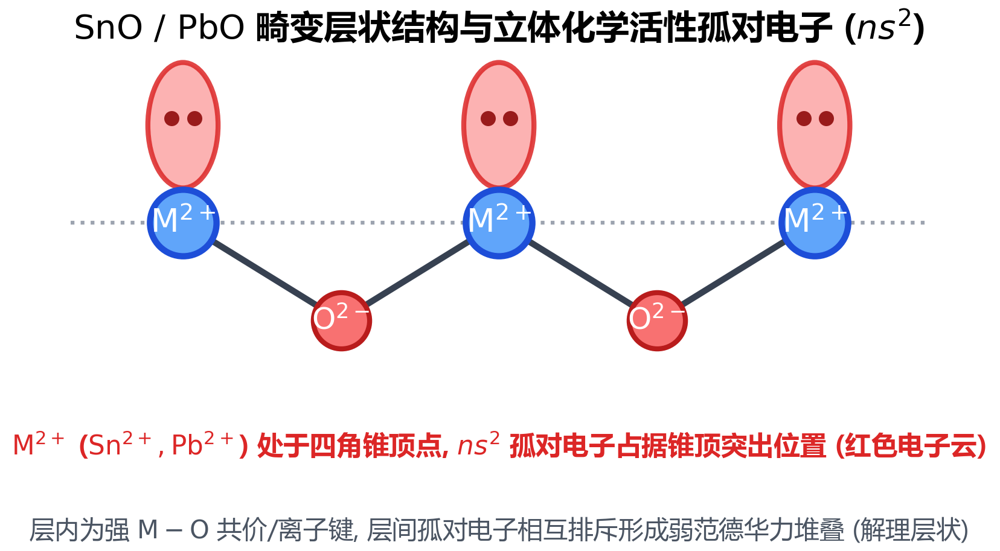 SnO / PbO 畸变层状结构与立体化学活性孤对电子 (ns²)
M²⁺ M²⁺ M²⁺
O²⁻ O²⁻
M²⁺ (Sn²⁺, Pb²⁺) 处于四角锥顶点, ns² 孤对电子占据锥顶突出位置 (红色电子云)
层内为强 M − O 共价/离子键, 层间孤对电子相互排斥形成弱范德华力堆叠 (解理层状)